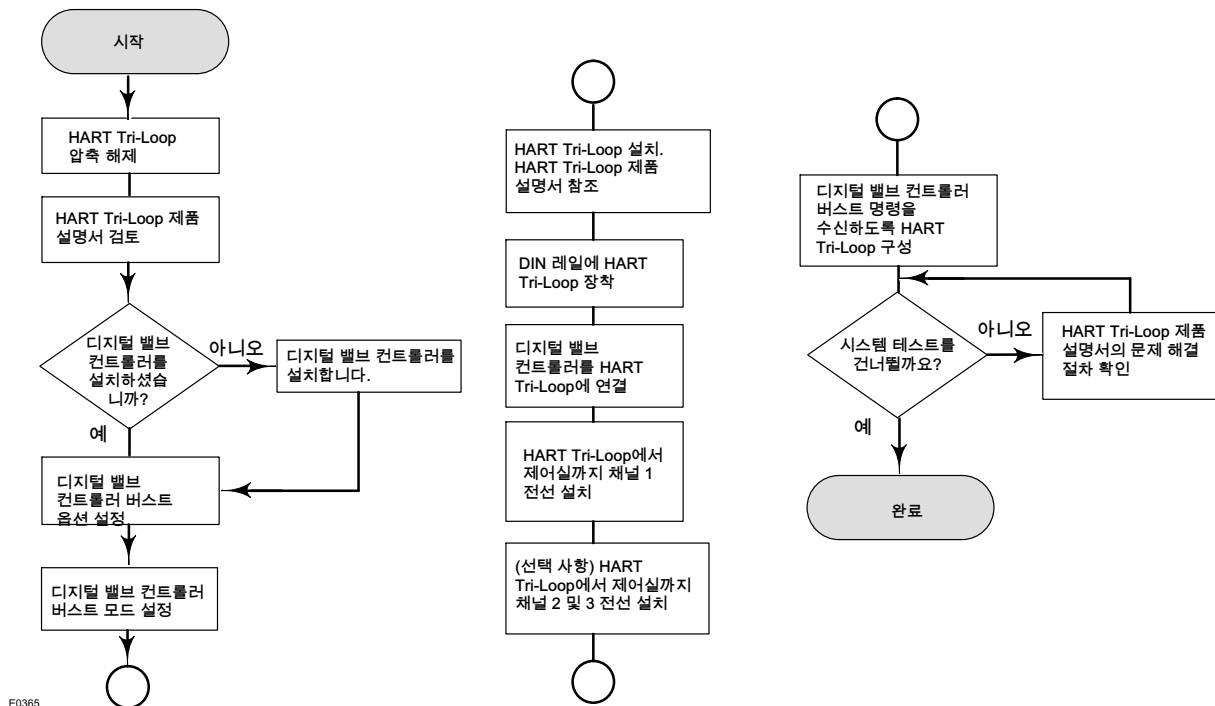 시작
HART Tri-Loop
압축 해제
HART Tri-Loop 제품
설명서 검토
디지털 밸브
컨트롤러를
설치하셨습
니까?
아니오
디지털 밸브 컨트롤러를
설치합니다.
예
디지털 밸브
컨트롤러 버스트
옵션 설정
디지털 밸브 컨트롤러
버스트 모드 설정
E0365
HART Tri-Loop 설치.
HART Tri-Loop 제품
설명서 참조
DIN 레일에 HART
Tri-Loop 장착
디지털 밸브
컨트롤러를 HART
Tri-Loop에 연결
HART Tri-Loop에서
제어실까지 채널 1
전선 설치
(선택 사항) HART
Tri-Loop에서 제어실까지
채널 2 및 3 전선 설치
디지털 밸브 컨트롤러
버스트 명령을
수신하도록 HART
Tri-Loop 구성
시스템 테스트를
건너뛸까요?
아니오
HART Tri-Loop 제품
설명서의 문제 해결
절차 확인
예
완료